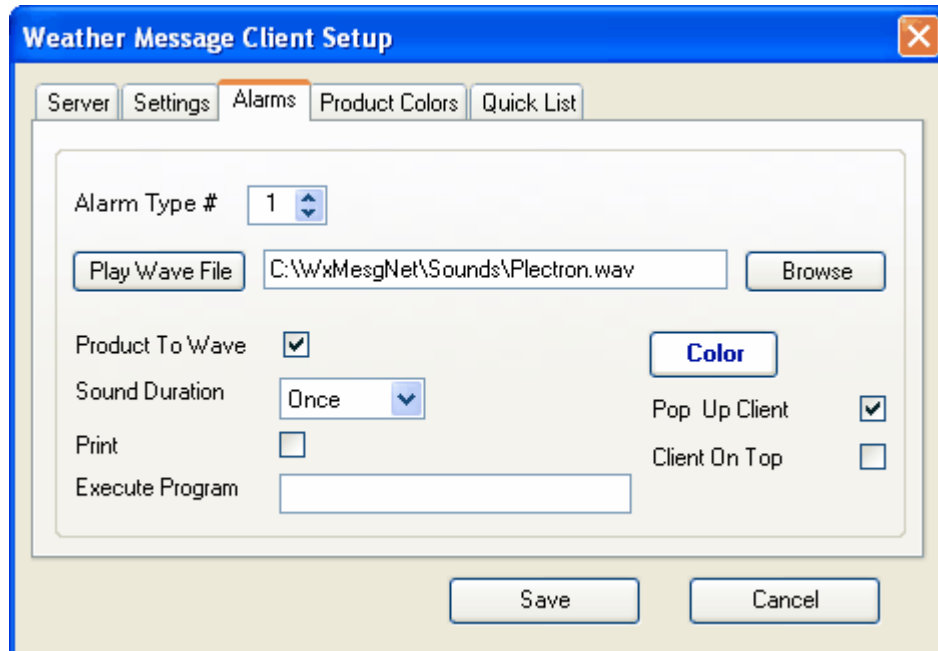 Weather Message Client Setup
Server Settings Alarms Product Colors Quick List
Alarm Type # 1
Play Wave File C:\WxMesgNet\Sounds\Plectron.wav Browse
Product To Wave Color
Sound Duration Once Pop Up Client
Print Client On Top
Execute Program
Save Cancel